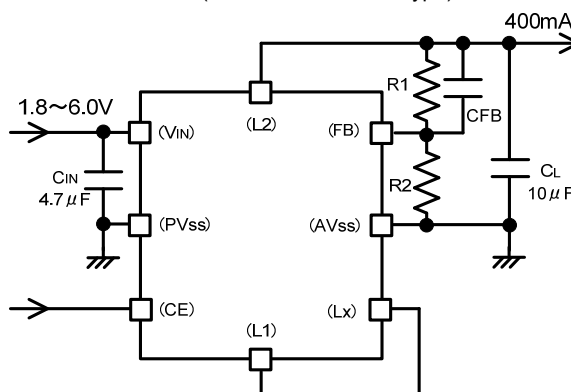 400mA
R1
CFB
1.8～6.0V
(VIN)
(L2)
(FB)
CIN
4.7μF
R2
CL
10μF
(PVss)
(AVss)
(CE)
(Lx)
(L1)